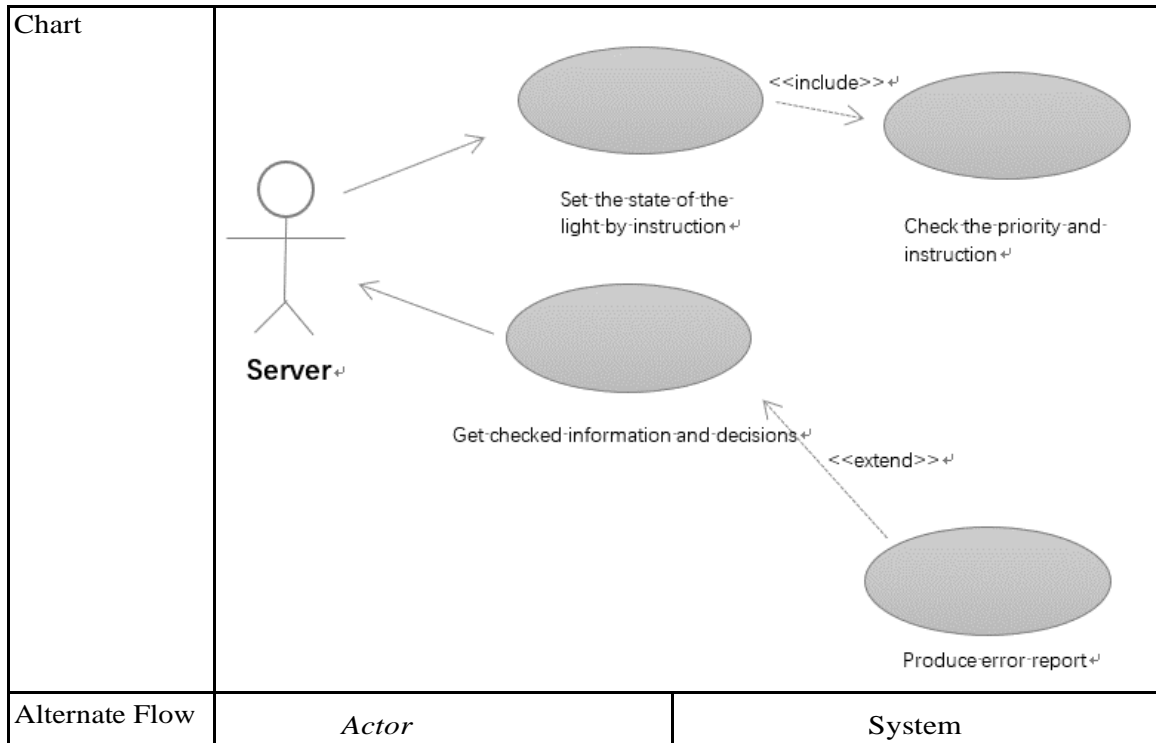 Chart
<<include>>
Set the state of the
light by instruction
Check the priority and
instruction
Server
Get checked information and decisions
<<extend>>
Produce error report
Alternate Flow
Actor
System